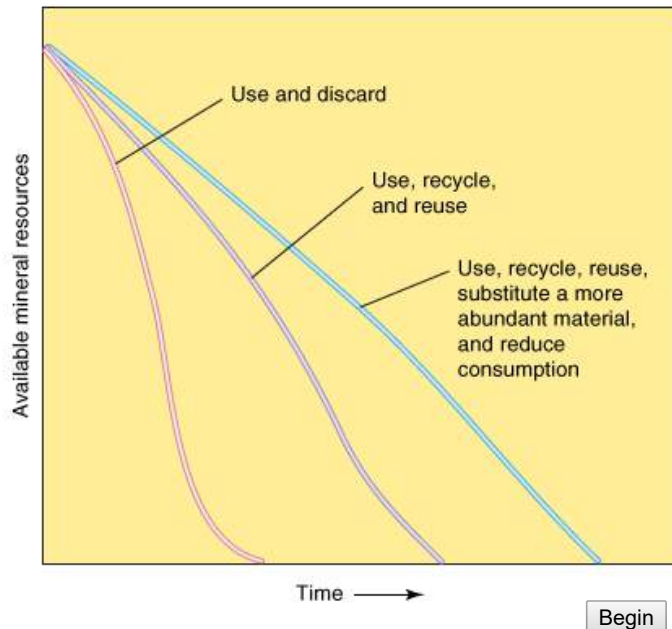 Use and discard
Use, recycle,
and reuse
Use, recycle, reuse,
substitute a more
abundant material,
and reduce
consumption
Available mineral resources
Time
Begin